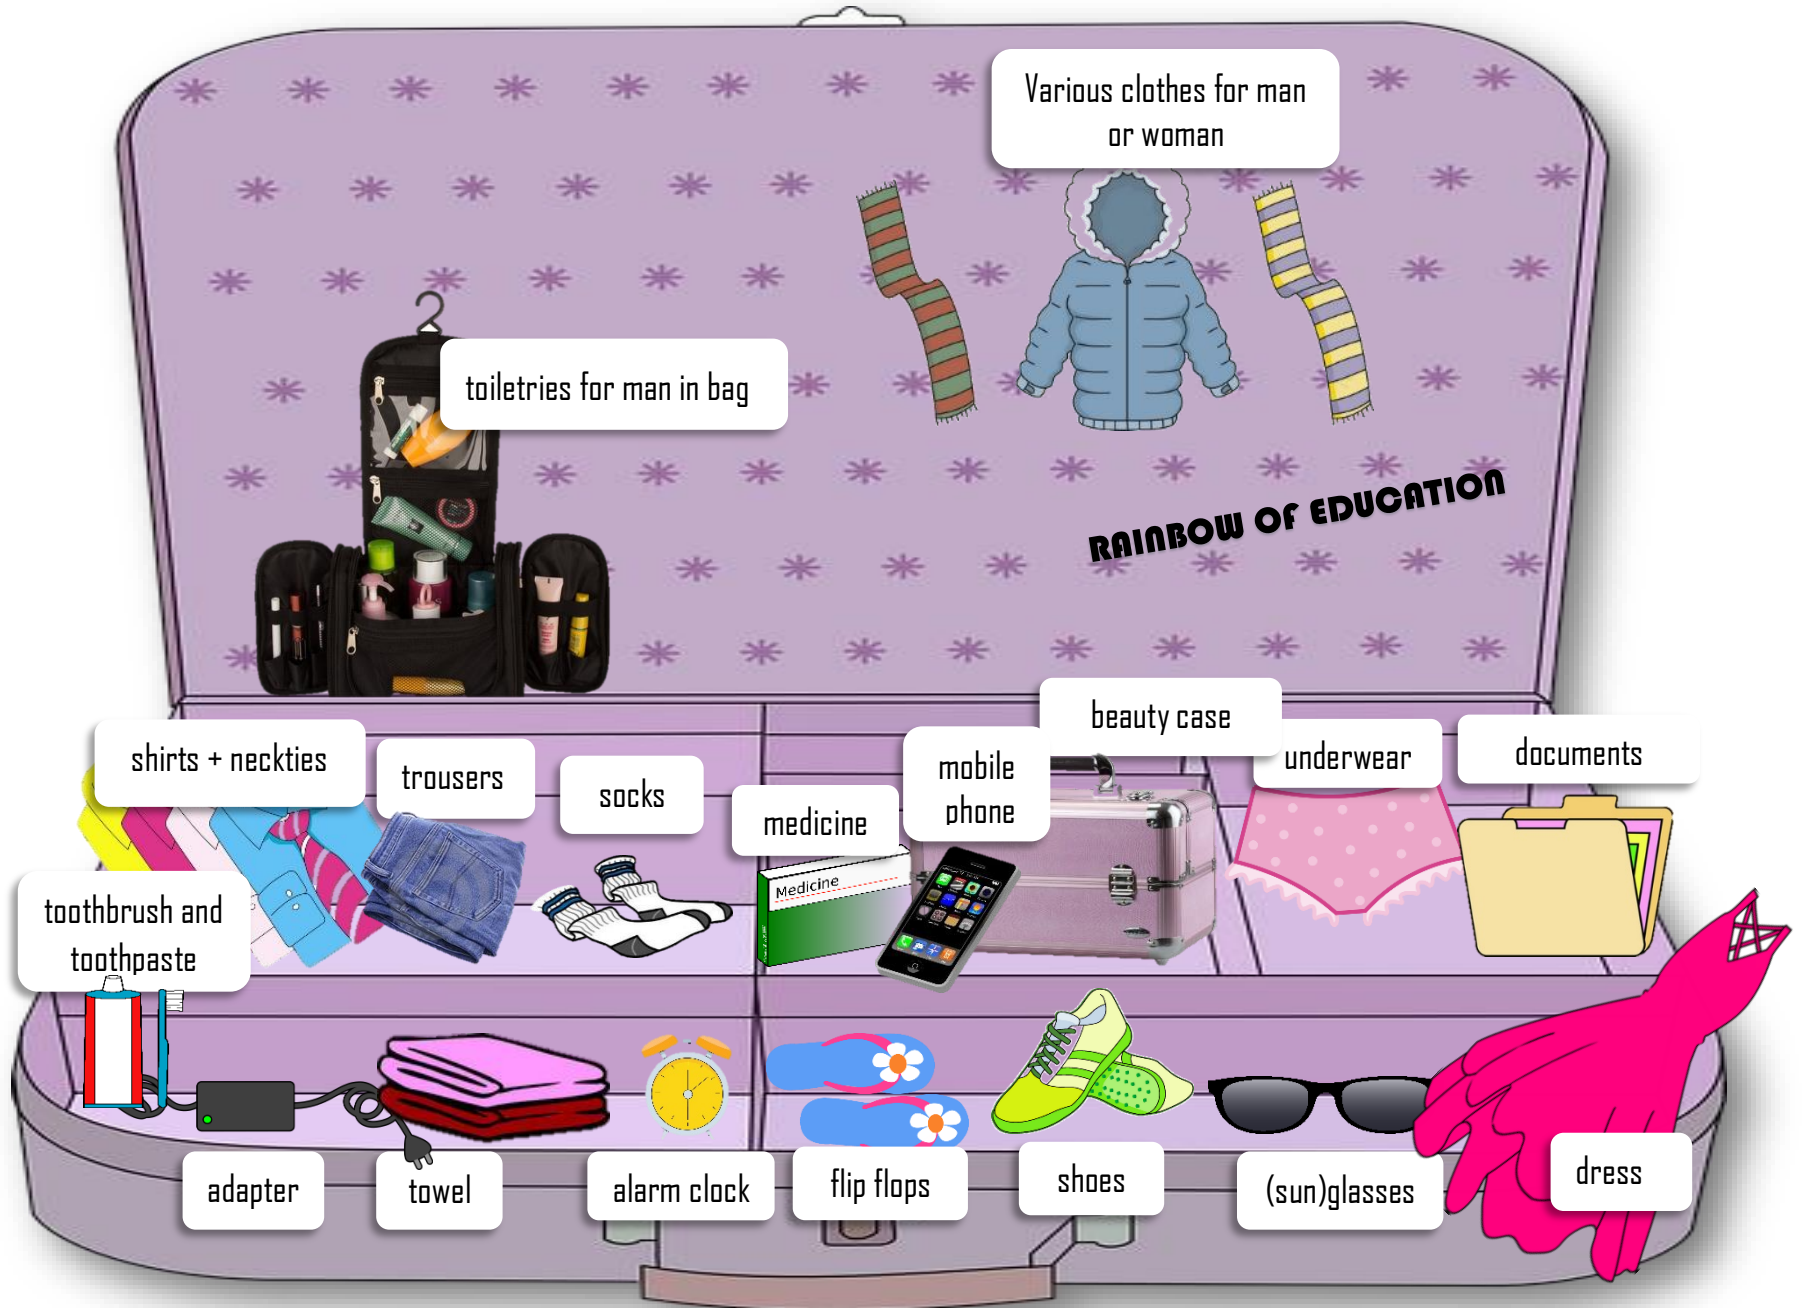 Various clothes for man
or woman
toiletries for man in bag
RAINBOW OF EDUCATION
beauty case
shirts + neckties
trousers
socks
medicine
mobile
phone
underwear
documents
Medicine
toothbrush and
toothpaste
adapter
towel
alarm clock
flip flops
shoes
(sun)glasses
dress